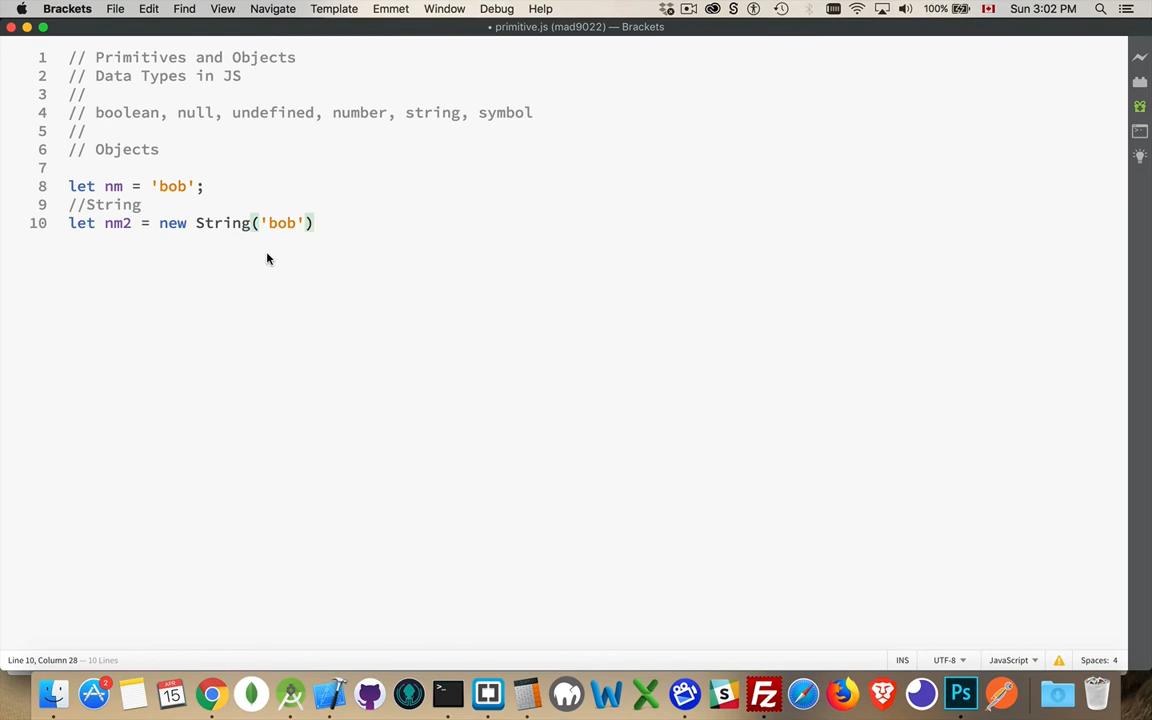 Brackets File Edit Find View Navigate Template Emmet Window Debug Help 100% Sun 3:02 PM
• primitive.js (mad9022) — Brackets
1 // Primitives and Objects
2 // Data Types in JS
3 //
4 // boolean, null, undefined, number, string, symbol
5 //
6 // Objects
7
8 let nm = 'bob';
9 //String
10 let nm2 = new String('bob')
Line 10, Column 28 — 10 Lines INS UTF-8 JavaScript Spaces: 4
2
APR
15